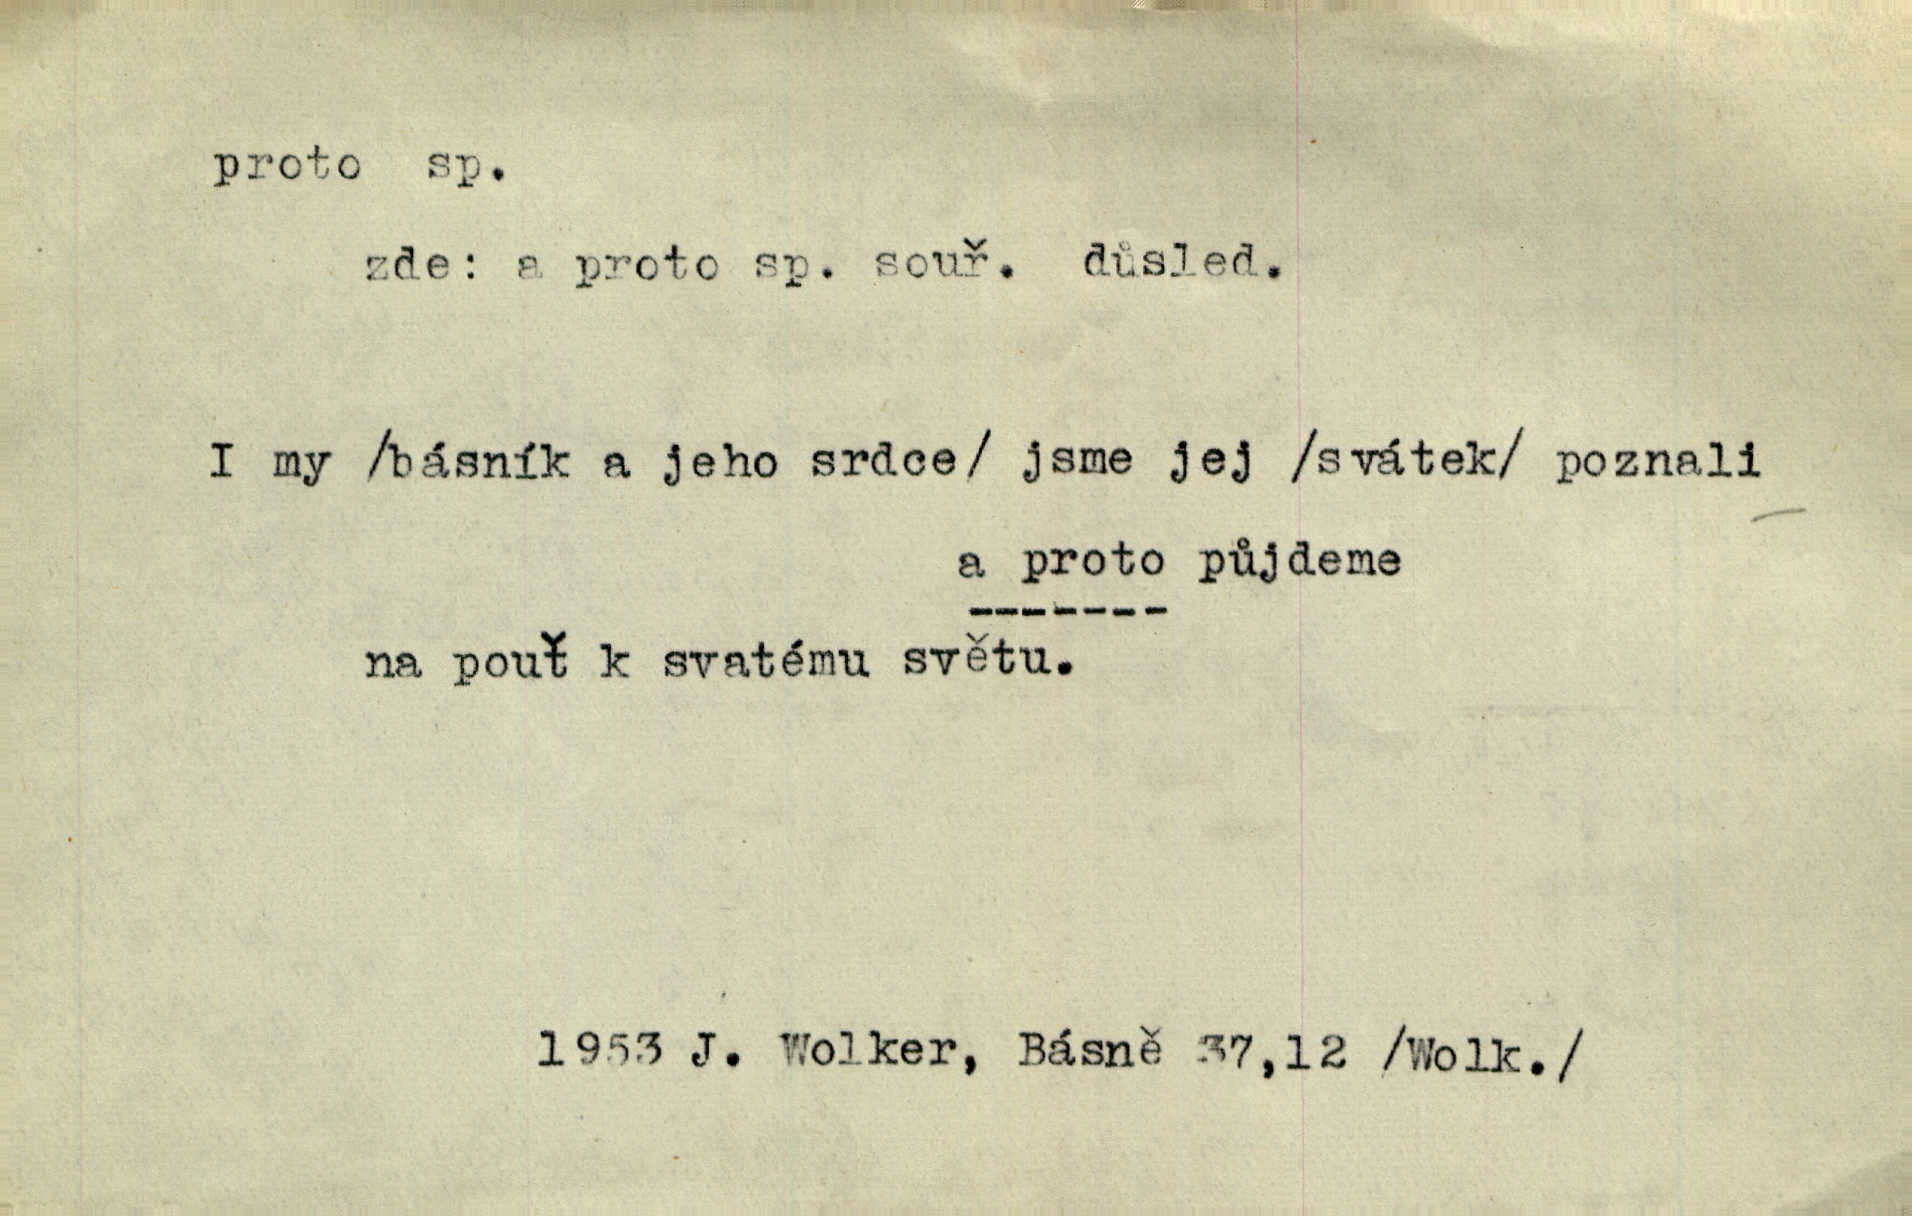 proto sp.
zde: a proto sp. souř. důsled.
I my /básník a jeho srdce/ jsme jej /svátek/ poznali
a proto půjdeme
na pouť k svatému světu.
1953 J. Wolker, Básně 37,12 /Wolk./